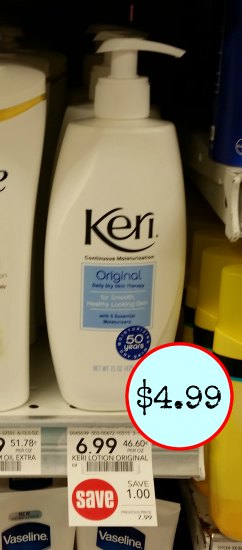 Keri
Continuous Moisturization
Original
Daily Dry Skin Therapy
for Smooth,
Healthy Looking Skin
with 5 Essential
Moisturizers
50
years
$4.99
51.78¢
PER OZ
M OIL EXTRA
6.99 46.60¢
PER OZ
KERI LOTION ORIGINAL
save
SAVE
1.00
PREVIOUSLY
7.99
NEW
Vaseline
Vaseline